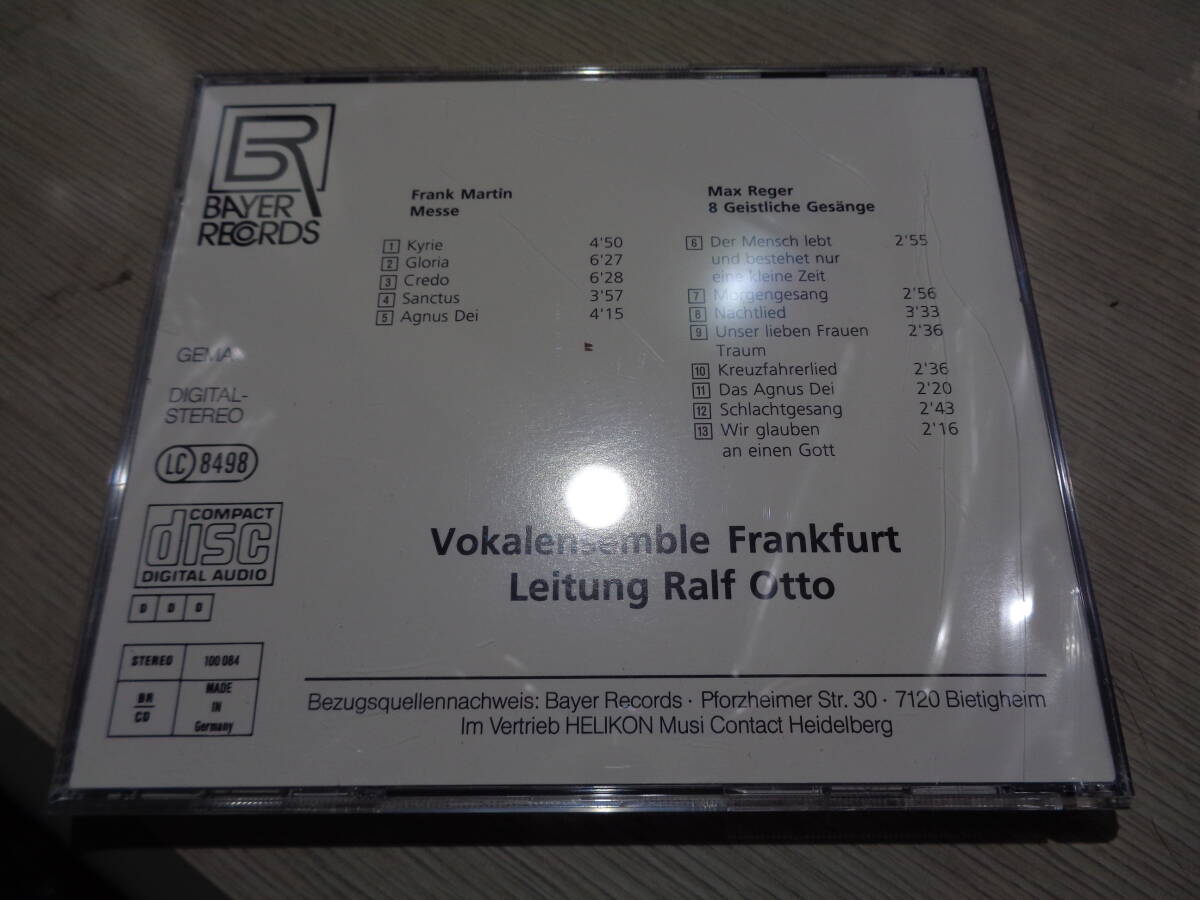 BR
BAYER
RECORDS
GEMA
DIGITAL-
STEREO
LC 8498
COMPACT
disc
DIGITAL AUDIO
D D D
STEREO 100 084
BR
CD
MADE
IN
Germany
Frank Martin
Messe
1 Kyrie 4'50
2 Gloria 6'27
3 Credo 6'28
4 Sanctus 3'57
5 Agnus Dei 4'15
Max Reger
8 Geistliche Gesänge
6 Der Mensch lebt 2'55
und bestehet nur
eine kleine Zeit
7 Morgengesang 2'56
8 Nachtlied 3'33
9 Unser lieben Frauen 2'36
Traum
10 Kreuzfahrerlied 2'36
11 Das Agnus Dei 2'20
12 Schlachtgesang 2'43
13 Wir glauben 2'16
an einen Gott
Vokalensemble Frankfurt
Leitung Ralf Otto
Bezugsquellennachweis: Bayer Records · Pforzheimer Str. 30 · 7120 Bietigheim
Im Vertrieb HELIKON Musi Contact Heidelberg